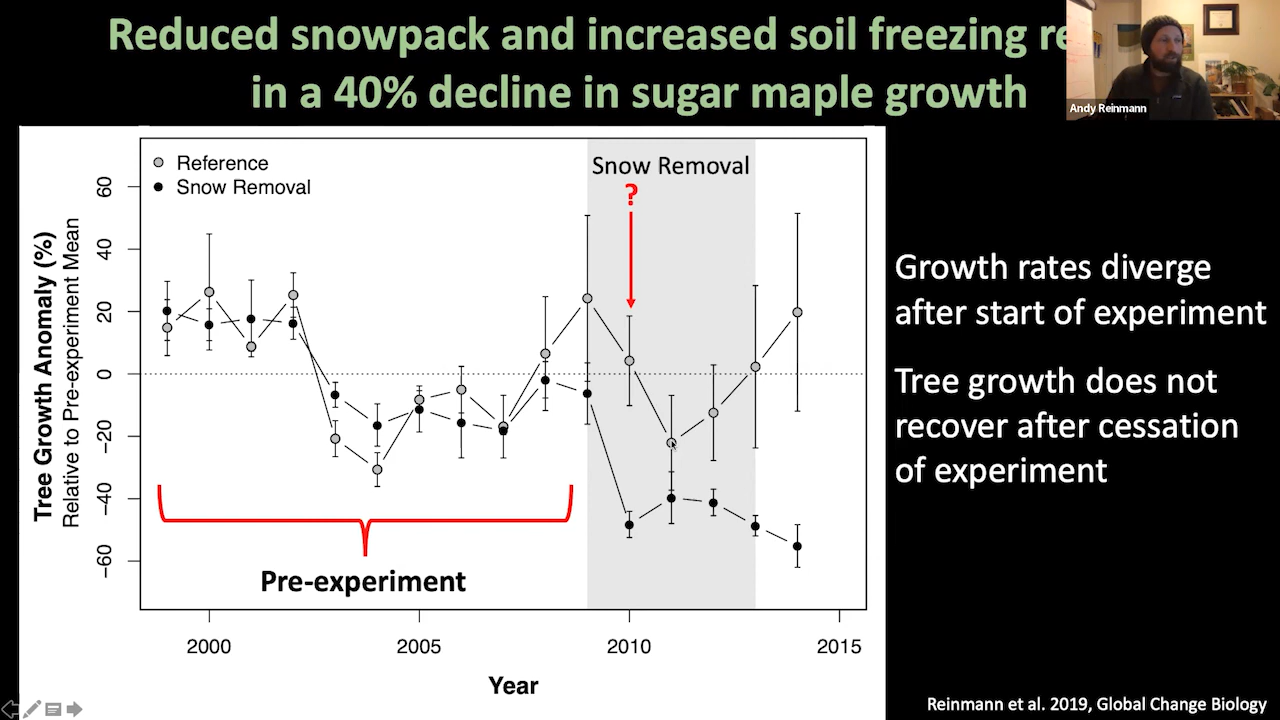 Reduced snowpack and increased soil freezing re
in a 40% decline in sugar maple growth
Andy Reinmann
Reference
Snow Removal
Snow Removal
?
60
40
20
0
−20
−40
−60
Tree Growth Anomaly (%)
Relative to Pre-experiment Mean
Pre-experiment
2000
2005
2010
2015
Year
Growth rates diverge
after start of experiment
Tree growth does not
recover after cessation
of experiment
Reinmann et al. 2019, Global Change Biology